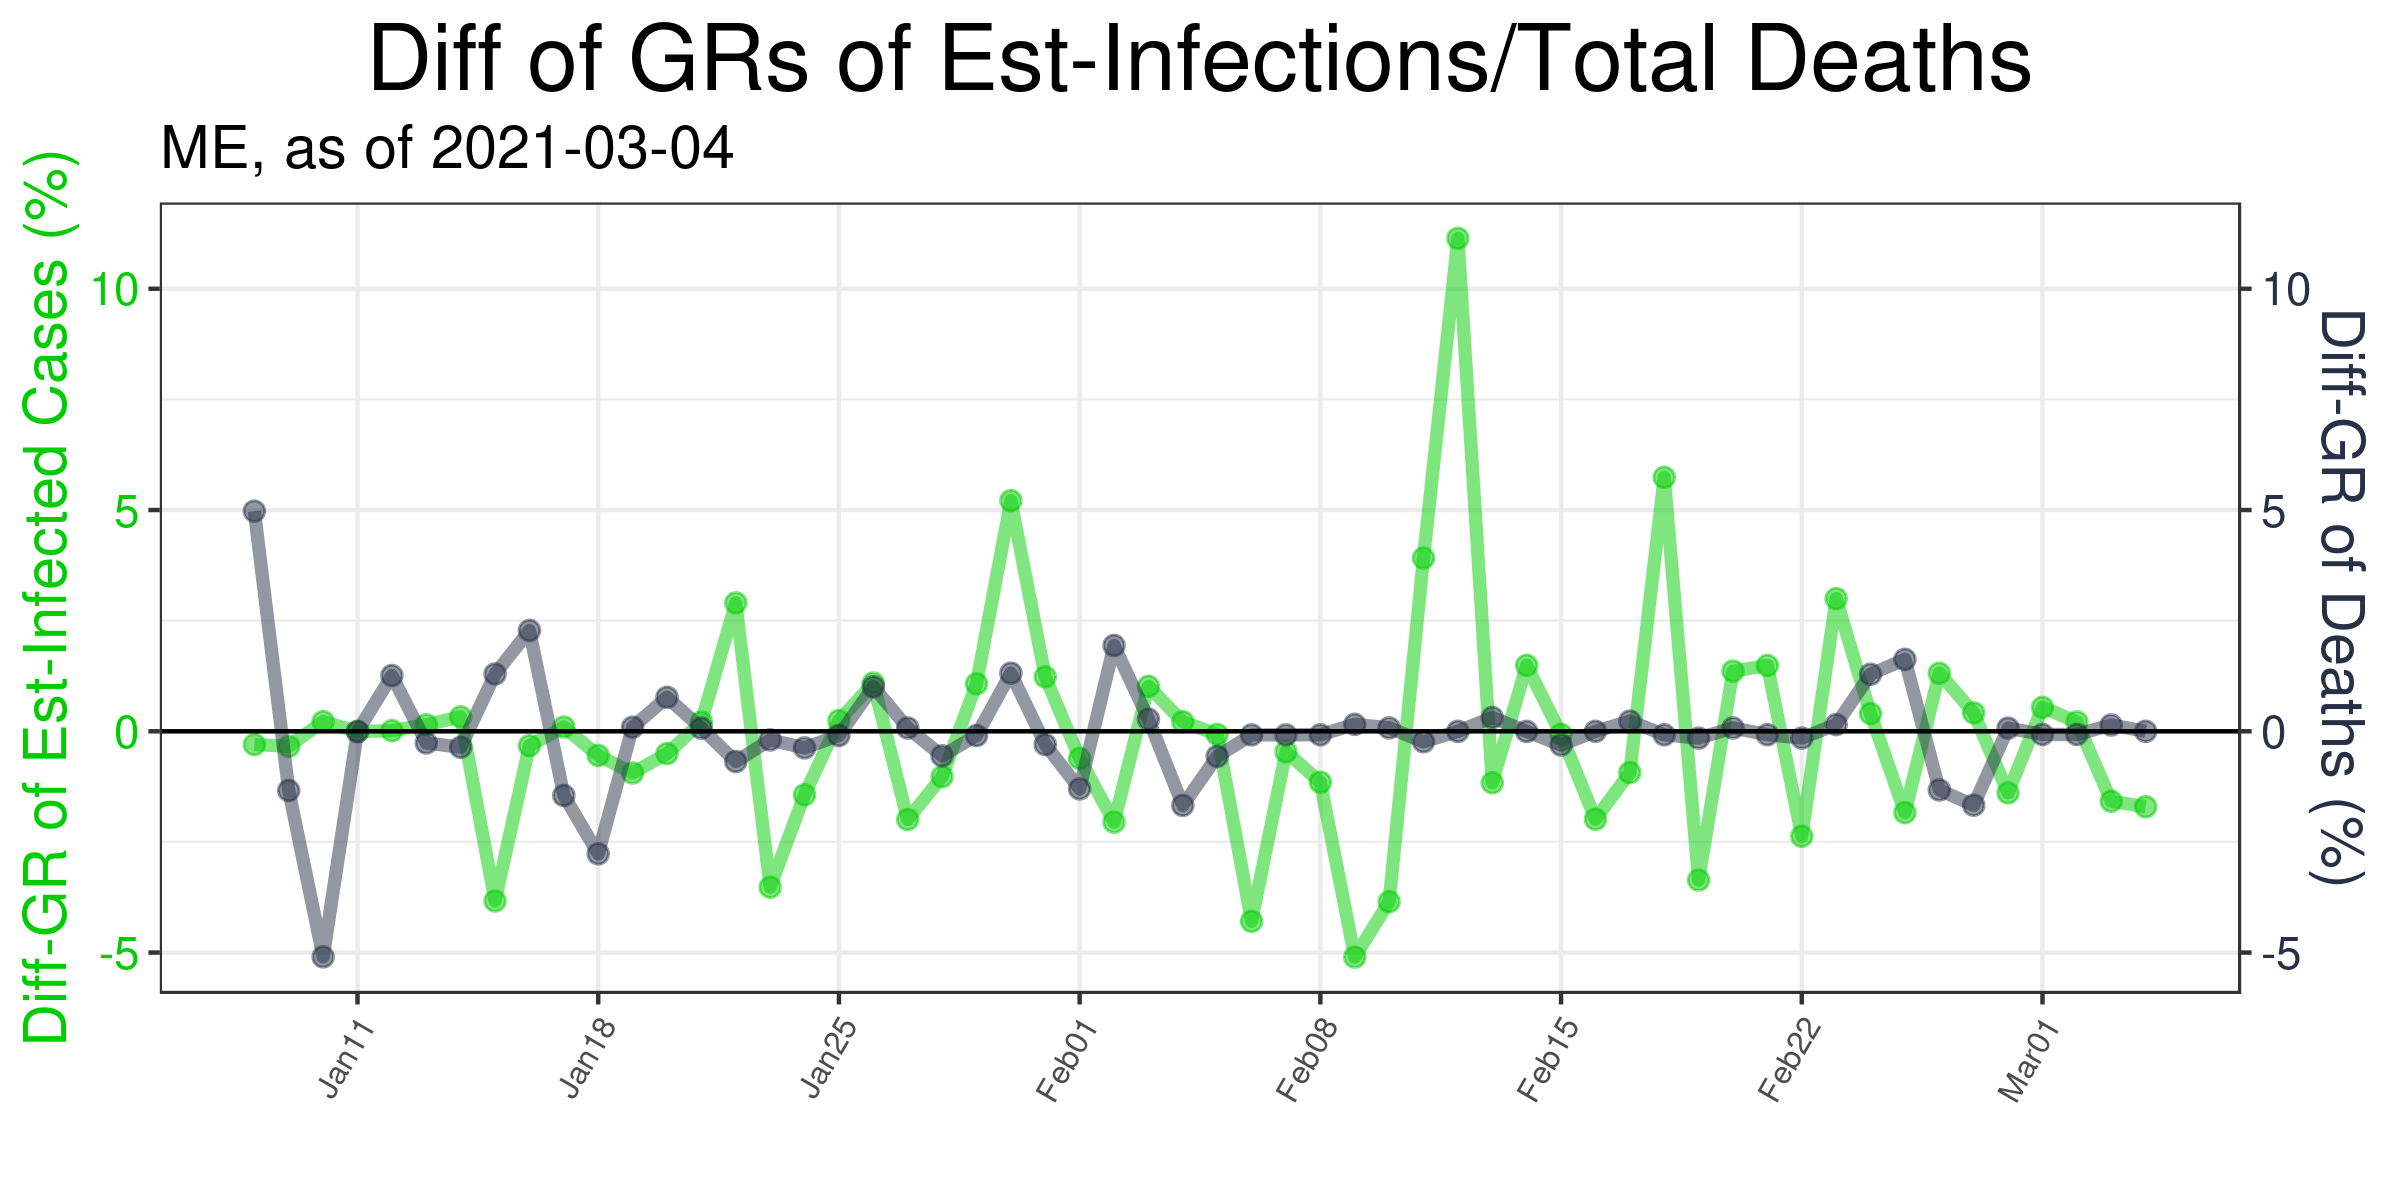 Diff of GRs of Est-Infections/Total Deaths
ME, as of 2021-03-04
Diff-GR of Est-Infected Cases (%)
10
5
0
-5
10
5
0
-5
Diff-GR of Deaths (%)
Jan11
Jan18
Jan25
Feb01
Feb08
Feb15
Feb22
Mar01